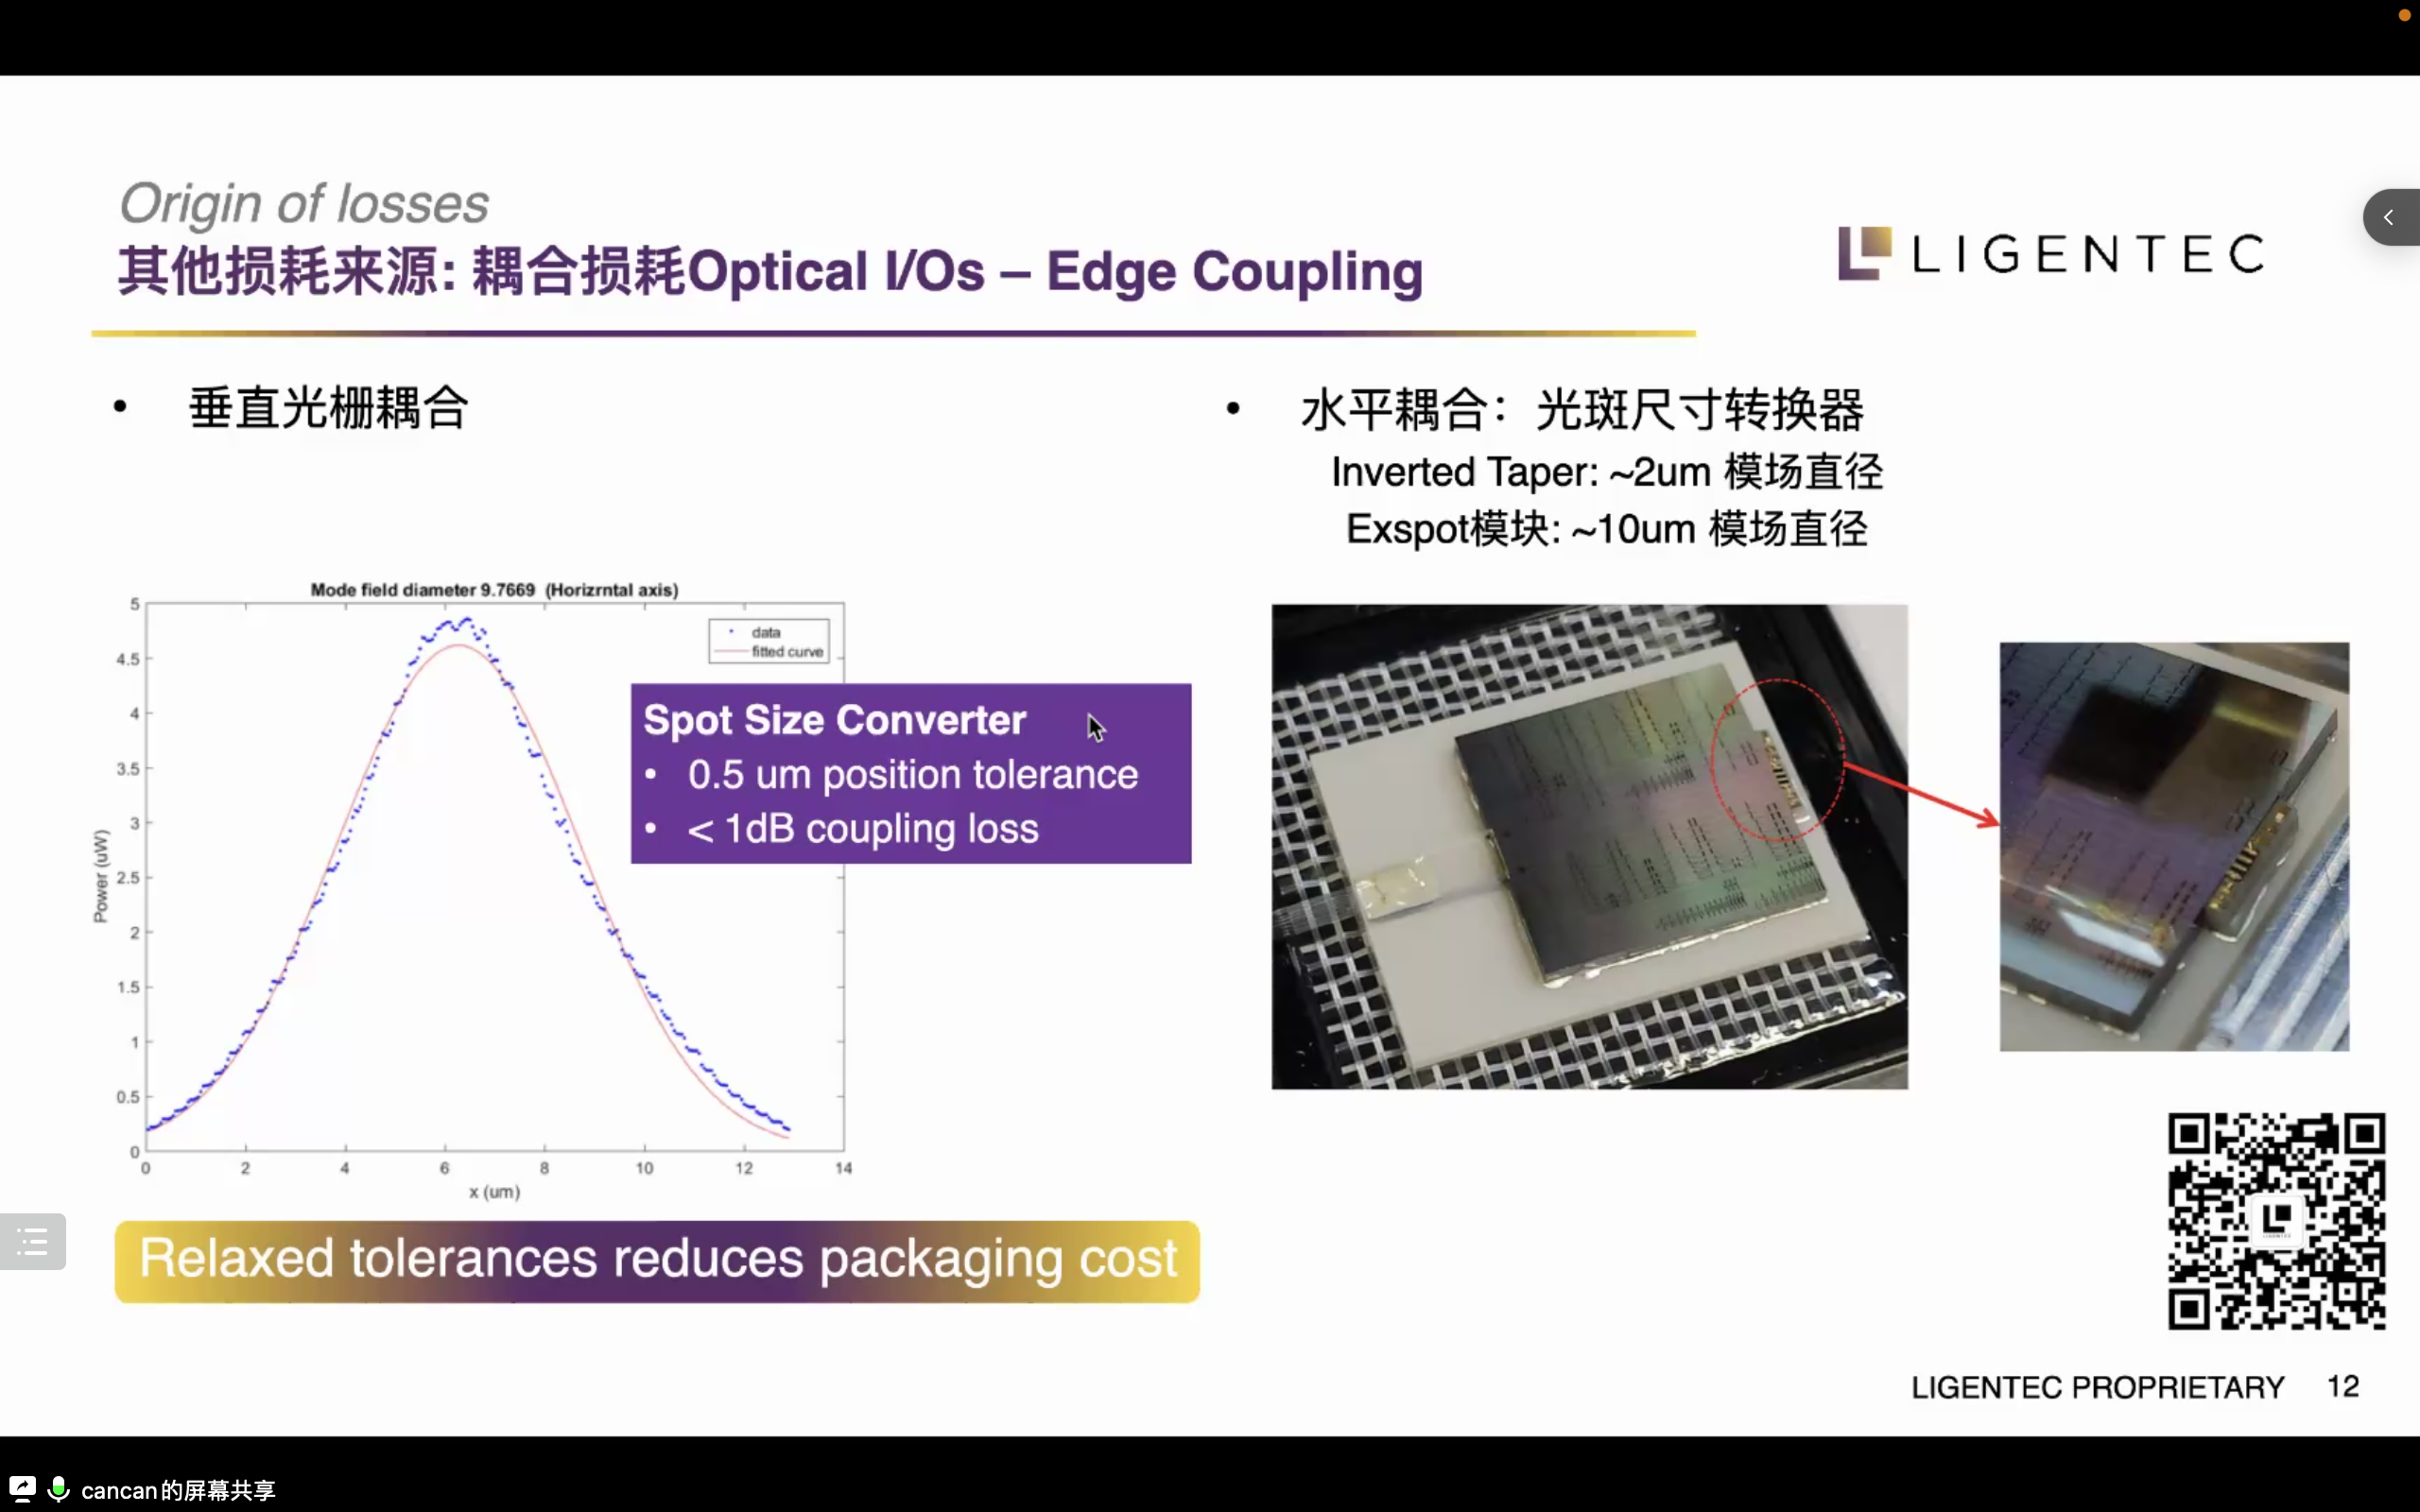 Origin of losses
其他损耗来源: 耦合损耗Optical I/Os – Edge Coupling
LIGENTEC
• 垂直光栅耦合
• 水平耦合：光斑尺寸转换器
Inverted Taper: ~2um 模场直径
Exspot模块: ~10um 模场直径
Mode field diameter 9.7669 (Horizrntal axis)
data
fitted curve
5
4.5
4
3.5
3
2.5
2
1.5
1
0.5
0
Power (uW)
0 2 4 6 8 10 12 14
x (um)
Spot Size Converter
• 0.5 um position tolerance
• < 1dB coupling loss
Relaxed tolerances reduces packaging cost
LIGENTEC PROPRIETARY 12
cancan的屏幕共享